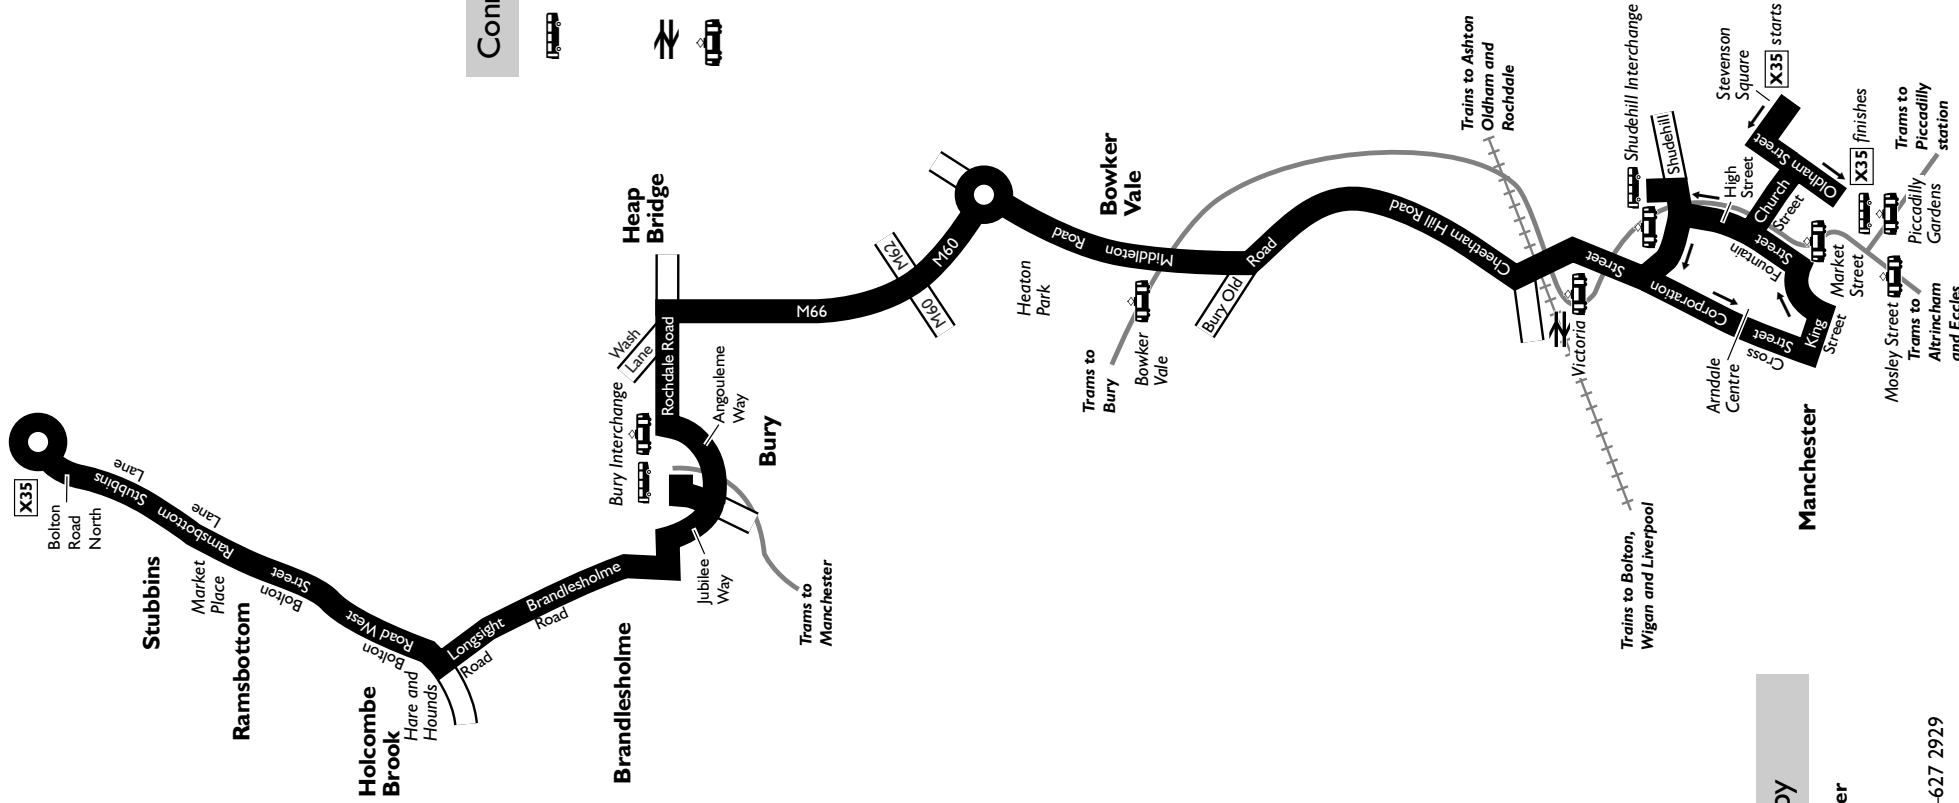 X35
Bolton
Road
North
Stubbins
Lane
Stubbins
Ramsbottom
Lane
Market
Place
Ramsbottom
Bolton
Street
Bolton
Road West
Holcombe
Brook
Hare and
Hounds
Longsight
Road
Brandlesholme
Road
Brandlesholme
Jubilee
Way
Trams to
Manchester
Bury Interchange
Bury
Angouleme
Way
Rochdale Road
Wash
Lane
Heap
Bridge
M66
M62
M60
M60
Heaton
Park
Middleton
Road
Bowker
Vale
Trams to
Bury
Bowker
Vale
Bury Old
Road
Cheetham Hill Road
Trains to Ashton
Oldham and
Rochdale
Victoria
Trains to Bolton,
Wigan and Liverpool
Corporation
Street
Shudehill Interchange
Shudehill
Stevenson
Square
X35 starts
Oldham Street
Church
Street
High
Street
Fountain
Street
X35 finishes
Piccadilly
Gardens
Trams to
Piccadilly
station
Market
Street
Mosley Street
Trams to
Altrincham
and Eccles
King
Street
Cross
Street
Arndale
Centre
Manchester
627 2929